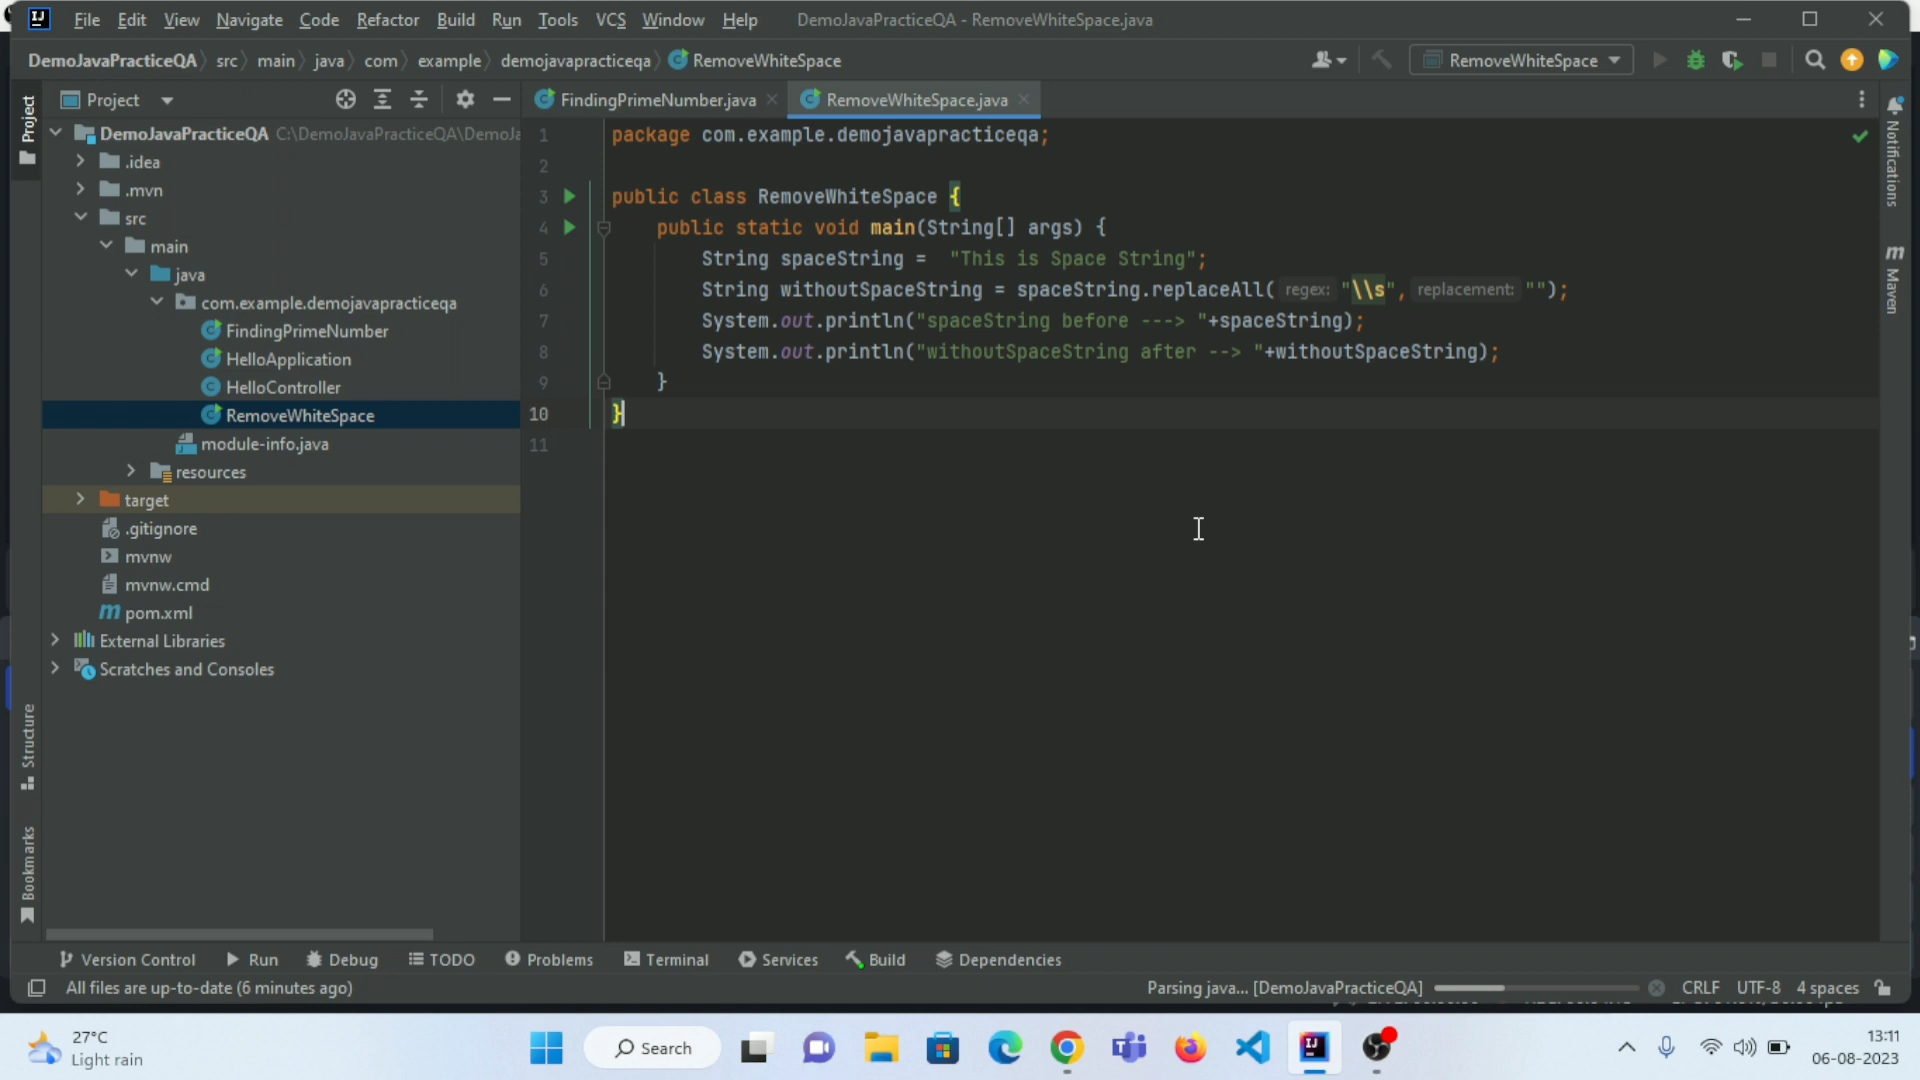 File Edit View Navigate Code Refactor Build Run Tools VCS Window Help DemoJavaPracticeQA - RemoveWhiteSpace.java
DemoJavaPracticeQA src main java com example demojavapracticeqa RemoveWhiteSpace RemoveWhiteSpace
Project
Project
FindingPrimeNumber.java RemoveWhiteSpace.java
DemoJavaPracticeQA C:\DemoJavaPracticeQA\DemoJa
.idea
.mvn
src
main
java
com.example.demojavapracticeqa
FindingPrimeNumber
HelloApplication
HelloController
RemoveWhiteSpace
module-info.java
resources
target
.gitignore
mvnw
mvnw.cmd
m pom.xml
External Libraries
Scratches and Consoles
Structure
Bookmarks
1 package com.example.demojavapracticeqa;
2
3 public class RemoveWhiteSpace {
4 public static void main(String[] args) {
5 String spaceString =  "This is Space String";
6 String withoutSpaceString = spaceString.replaceAll( regex: "\\s", replacement: "");
7 System.out.println("spaceString before ---> "+spaceString);
8 System.out.println("withoutSpaceString after --> "+withoutSpaceString);
9 }
10 }
11
Notifications
m Maven
Version Control Run Debug TODO Problems Terminal Services Build Dependencies
All files are up-to-date (6 minutes ago) Parsing java... [DemoJavaPracticeQA] CRLF UTF-8 4 spaces
27°C
Light rain
Search
13:11
06-08-2023